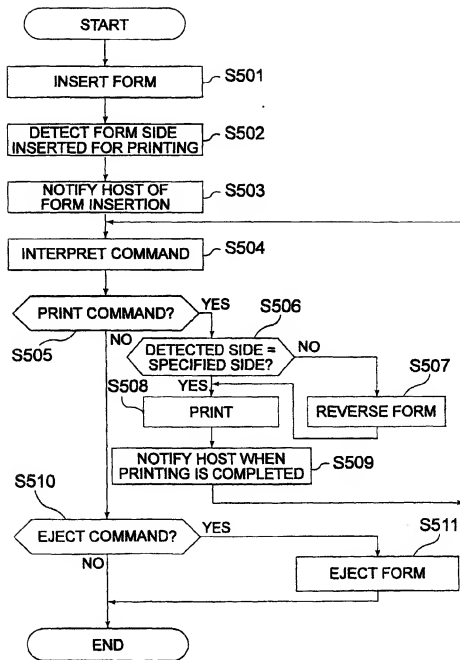 START
INSERT FORM
S501
DETECT FORM SIDE
INSERTED FOR PRINTING
S502
NOTIFY HOST OF
FORM INSERTION
S503
INTERPRET COMMAND
S504
PRINT COMMAND?
YES
S505
NO
S506
DETECTED SIDE =
SPECIFIED SIDE?
NO
YES
S507
REVERSE FORM
S508
PRINT
NOTIFY HOST WHEN
PRINTING IS COMPLETED
S509
S510
EJECT COMMAND?
YES
NO
S511
EJECT FORM
END